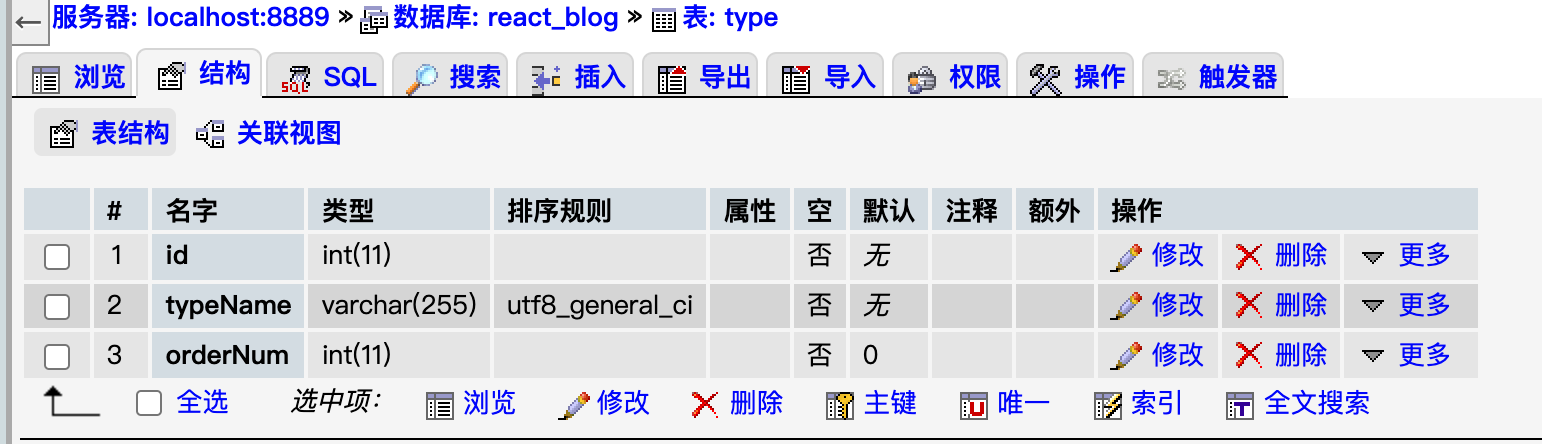 ← 服务器: localhost:8889 » 数据库: react_blog » 表: type
浏览 结构 SQL 搜索 插入 导出 导入 权限 操作 触发器
表结构 关联视图
# 名字 类型 排序规则 属性 空 默认 注释 额外 操作
1 id int(11) 否 无 修改 删除 更多
2 typeName varchar(255) utf8_general_ci 否 无 修改 删除 更多
3 orderNum int(11) 否 0 修改 删除 更多
全选 选中项: 浏览 修改 删除 主键 唯一 索引 全文搜索